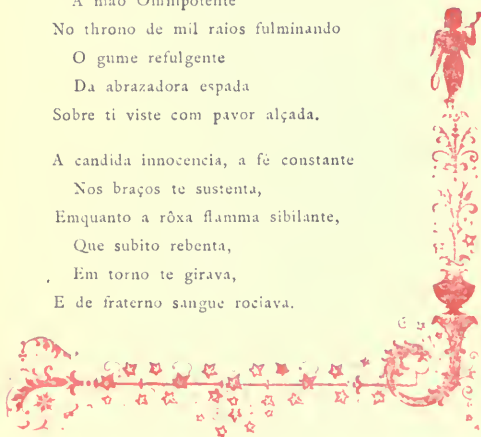 A mão Omnipotente
No throno de mil raios fulminando
O gume refulgente
Da abrazadora espada
Sobre ti viste com pavor alçada.
A candida innocencia, a fé constante
Nos braços te sustenta,
Emquanto a rôxa flamma sibilante,
Que subito rebenta,
Em torno te girava,
E de fraterno sangue rociava.